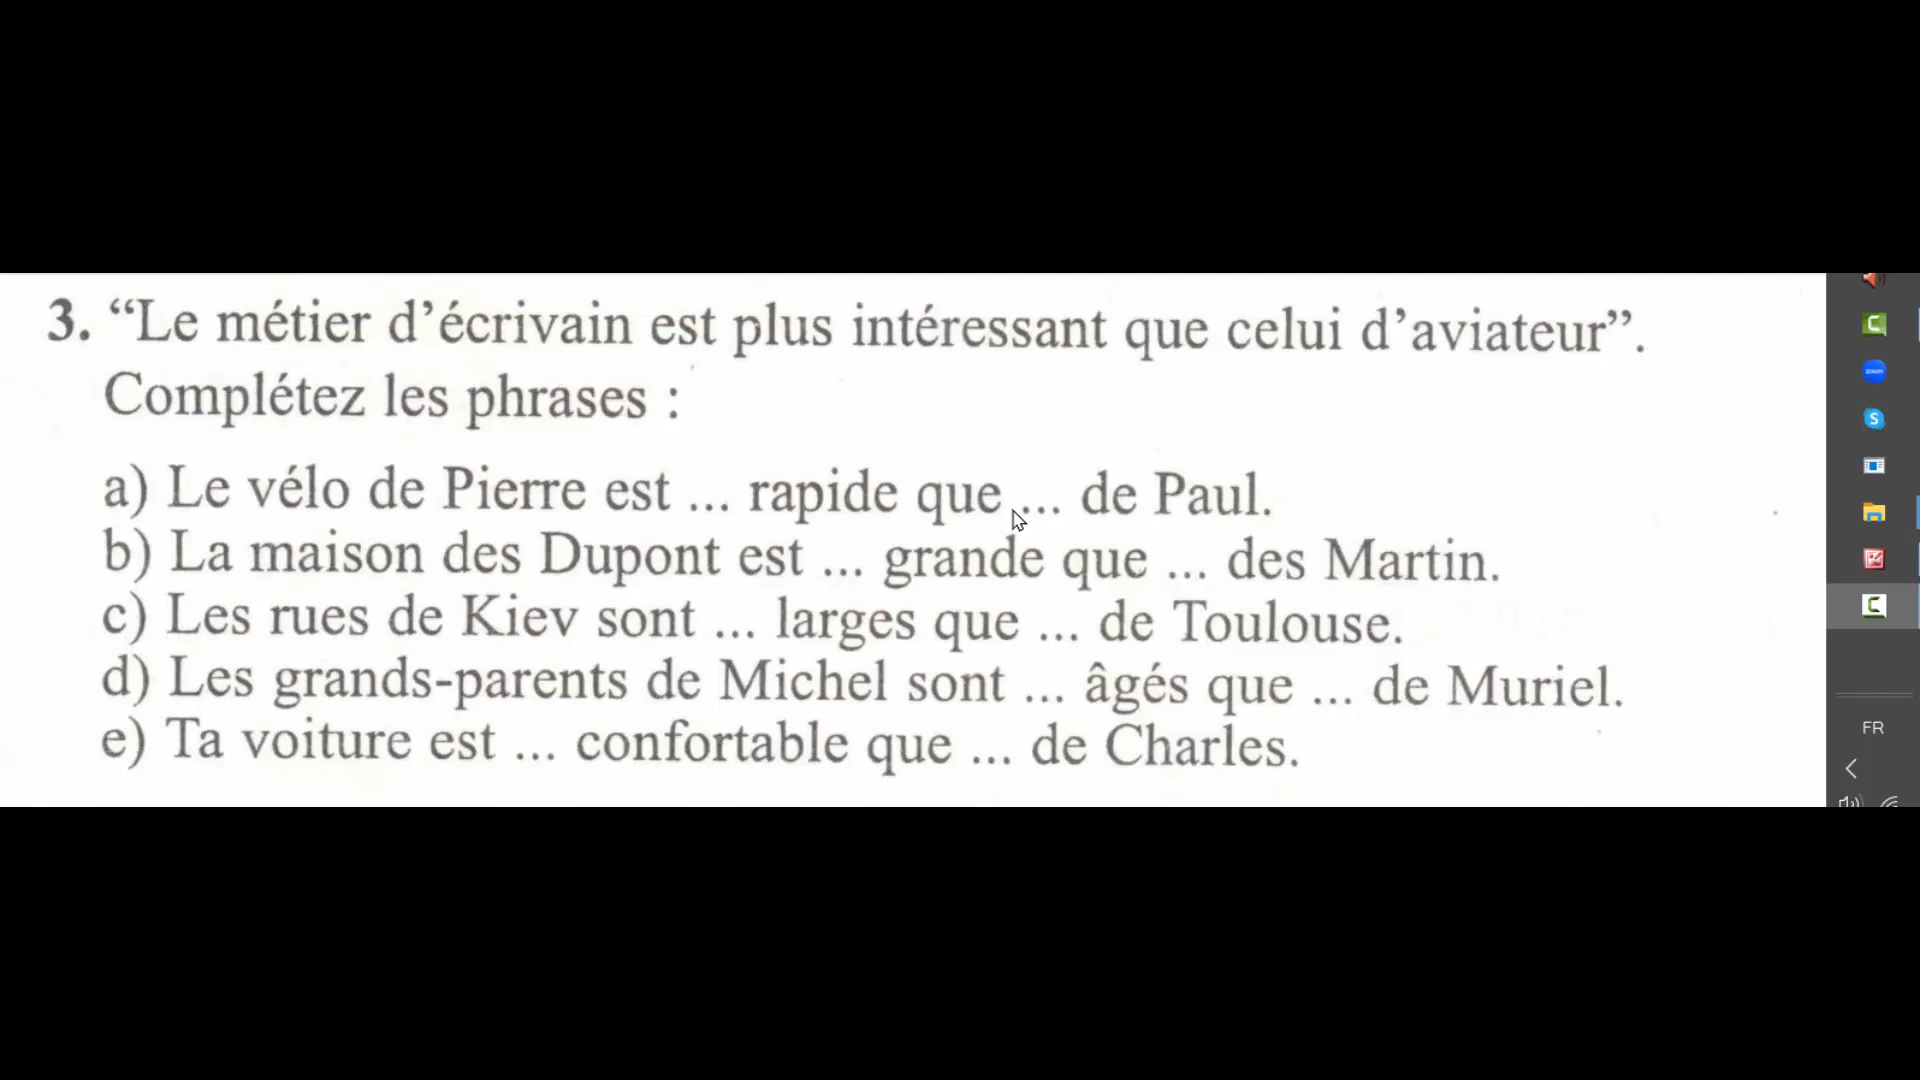 3. “Le métier d’écrivain est plus intéressant que celui d’aviateur”.
Complétez les phrases :
a) Le vélo de Pierre est ... rapide que ... de Paul.
b) La maison des Dupont est ... grande que ... des Martin.
c) Les rues de Kiev sont ... larges que ... de Toulouse.
d) Les grands-parents de Michel sont ... âgés que ... de Muriel.
e) Ta voiture est ... confortable que ... de Charles.
zoom
FR